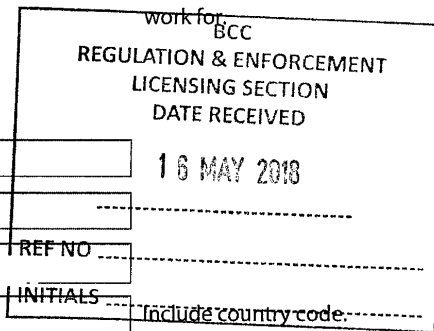 work for.
BCC
REGULATION & ENFORCEMENT
LICENSING SECTION
DATE RECEIVED
16 MAY 2018
REF NO
INITIALS
Include country code.